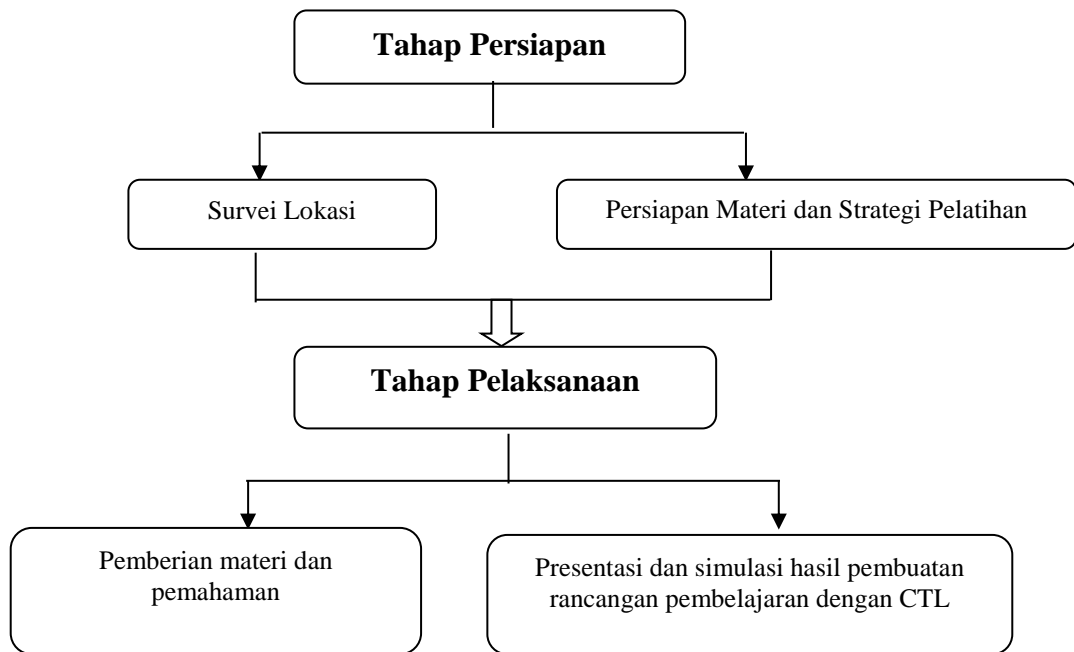 Tahap Persiapan
Survei Lokasi
Persiapan Materi dan Strategi Pelatihan
Tahap Pelaksanaan
Pemberian materi dan
pemahaman
Presentasi dan simulasi hasil pembuatan
rancangan pembelajaran dengan CTL